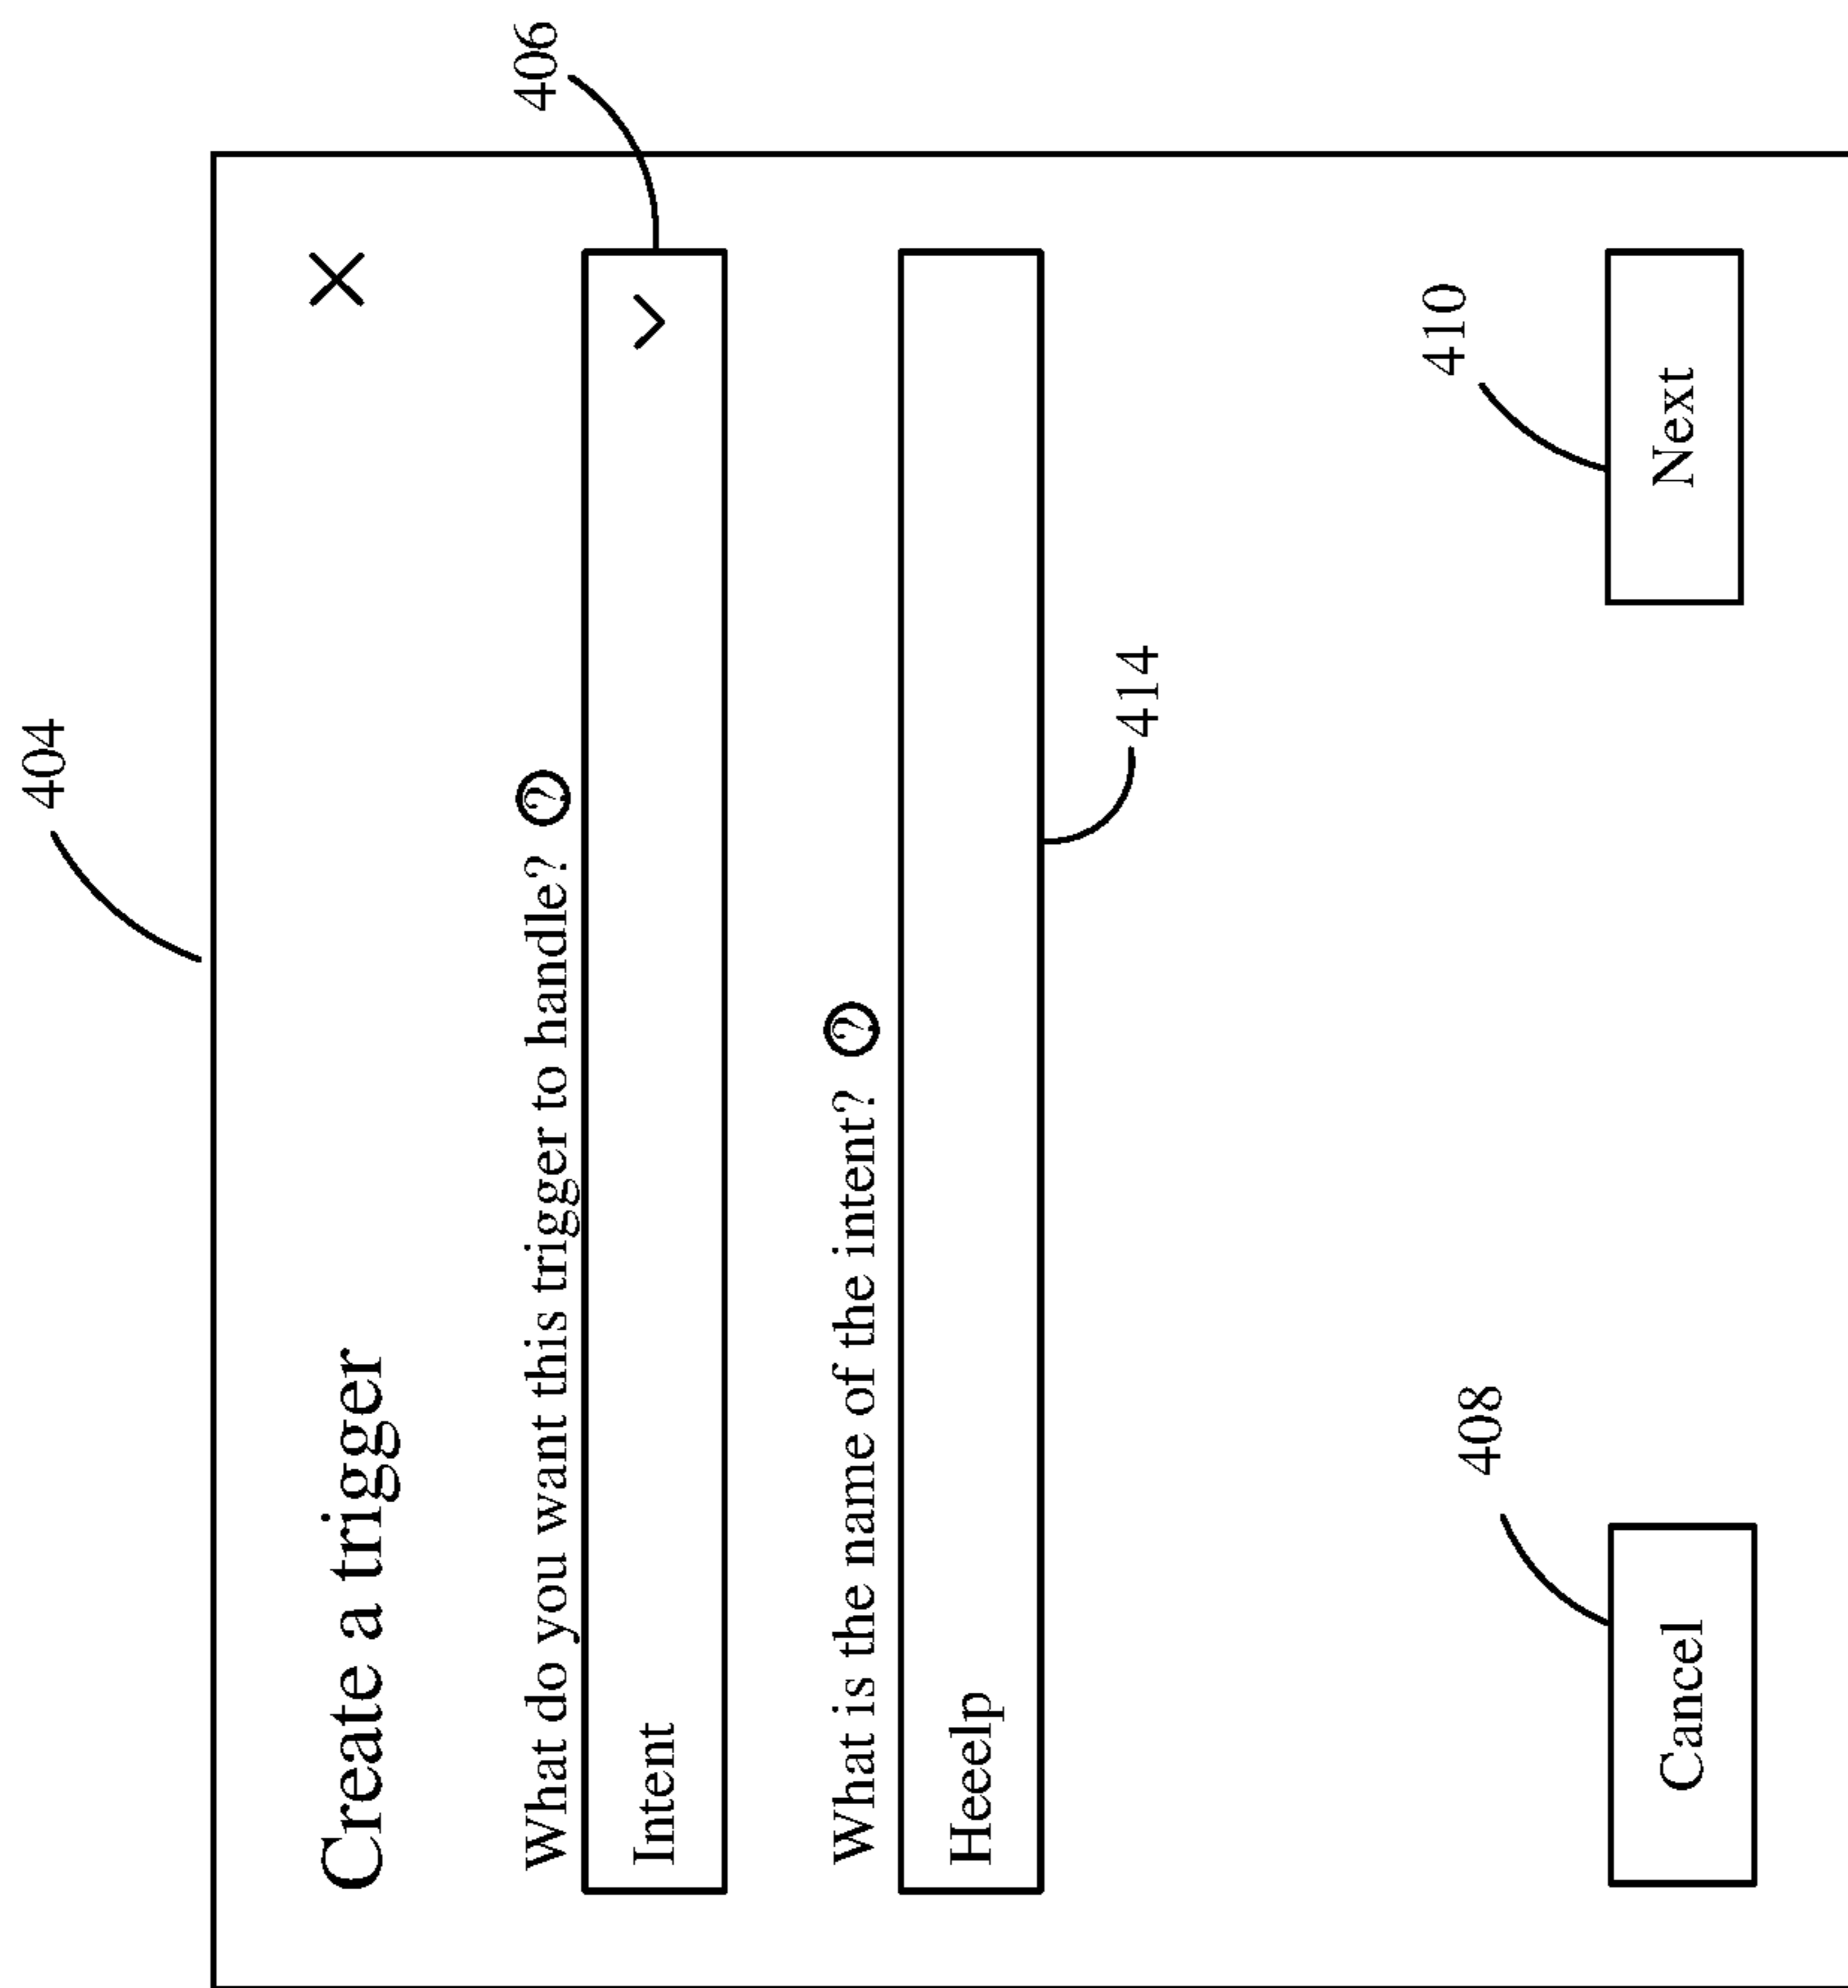 404
Create a trigger X
406
What do you want this trigger to handle? ?
Intent
What is the name of the intent? ?
Heeelp
414
408
410
Cancel
Next